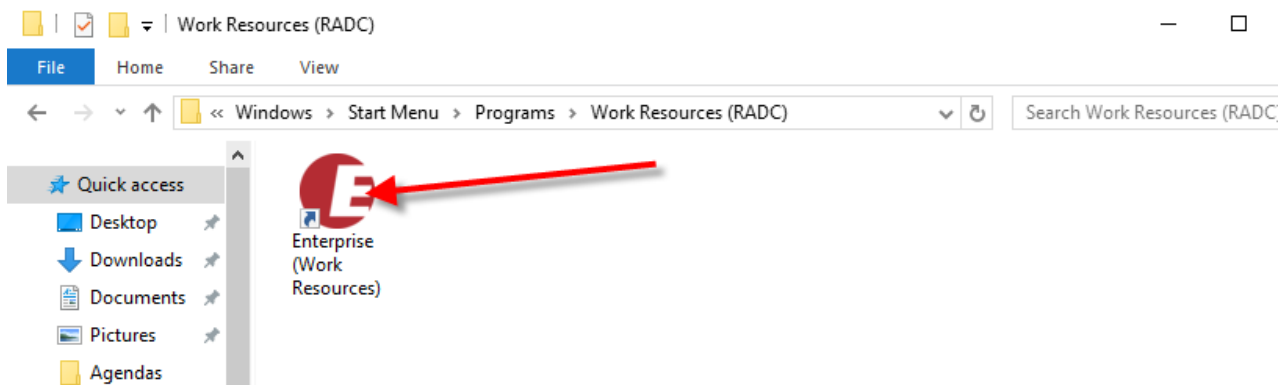 Work Resources (RADC)
File Home Share View
« Windows > Start Menu > Programs > Work Resources (RADC)
Search Work Resources (RADC)
Quick access
Desktop
Downloads
Documents
Pictures
Agendas
E
Enterprise
(Work
Resources)